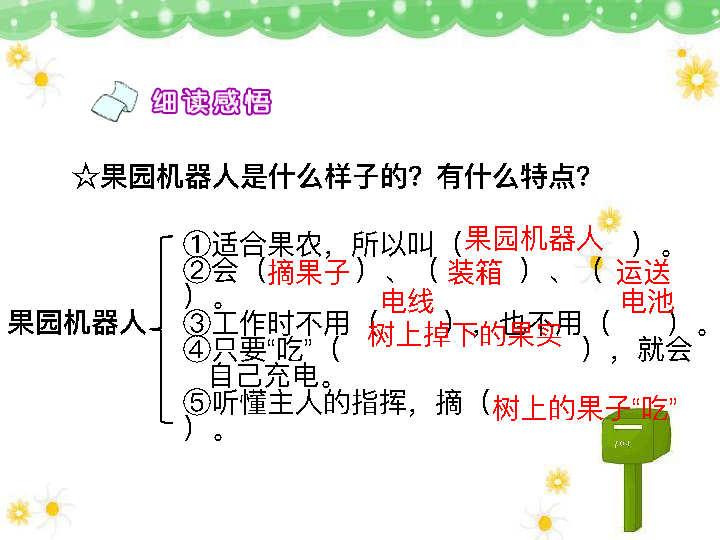 细读感悟
☆果园机器人是什么样子的？有什么特点？
果园机器人
①适合果农，所以叫（果园机器人）。
②会（摘果子）、（装箱）、（运送
）。
③工作时不用（电线），也不用（电池）。
④只要“吃”（树上掉下的果实），就会
自己充电。
⑤听懂主人的指挥，摘（树上的果子“吃”
）。